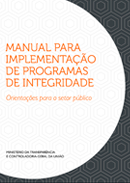 MANUAL PARA
IMPLEMENTAÇÃO
DE PROGRAMAS
DE INTEGRIDADE
Orientações para o setor público
MINISTÉRIO DA TRANSPARÊNCIA
E CONTROLADORIA-GERAL DA UNIÃO